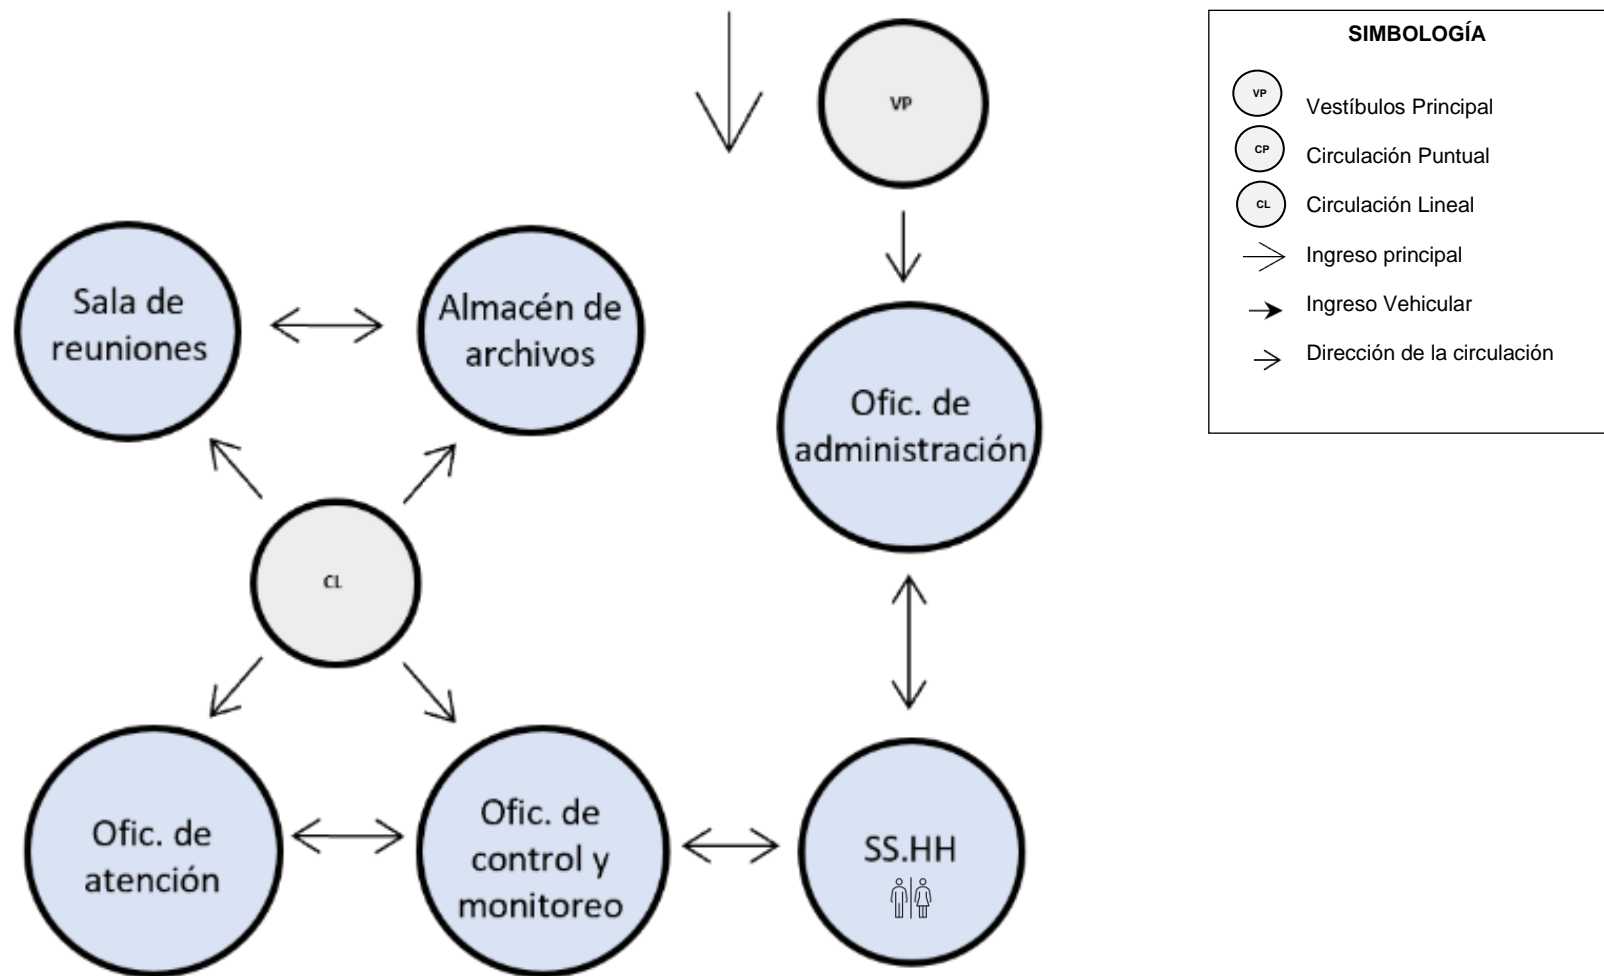 VP
Sala de
reuniones
Almacén de
archivos
Ofic. de
administración
CL
Ofic. de
atención
Ofic. de
control y
monitoreo
SS.HH
SIMBOLOGÍA
VP Vestíbulos Principal
CP Circulación Puntual
CL Circulación Lineal
Ingreso principal
Ingreso Vehicular
Dirección de la circulación